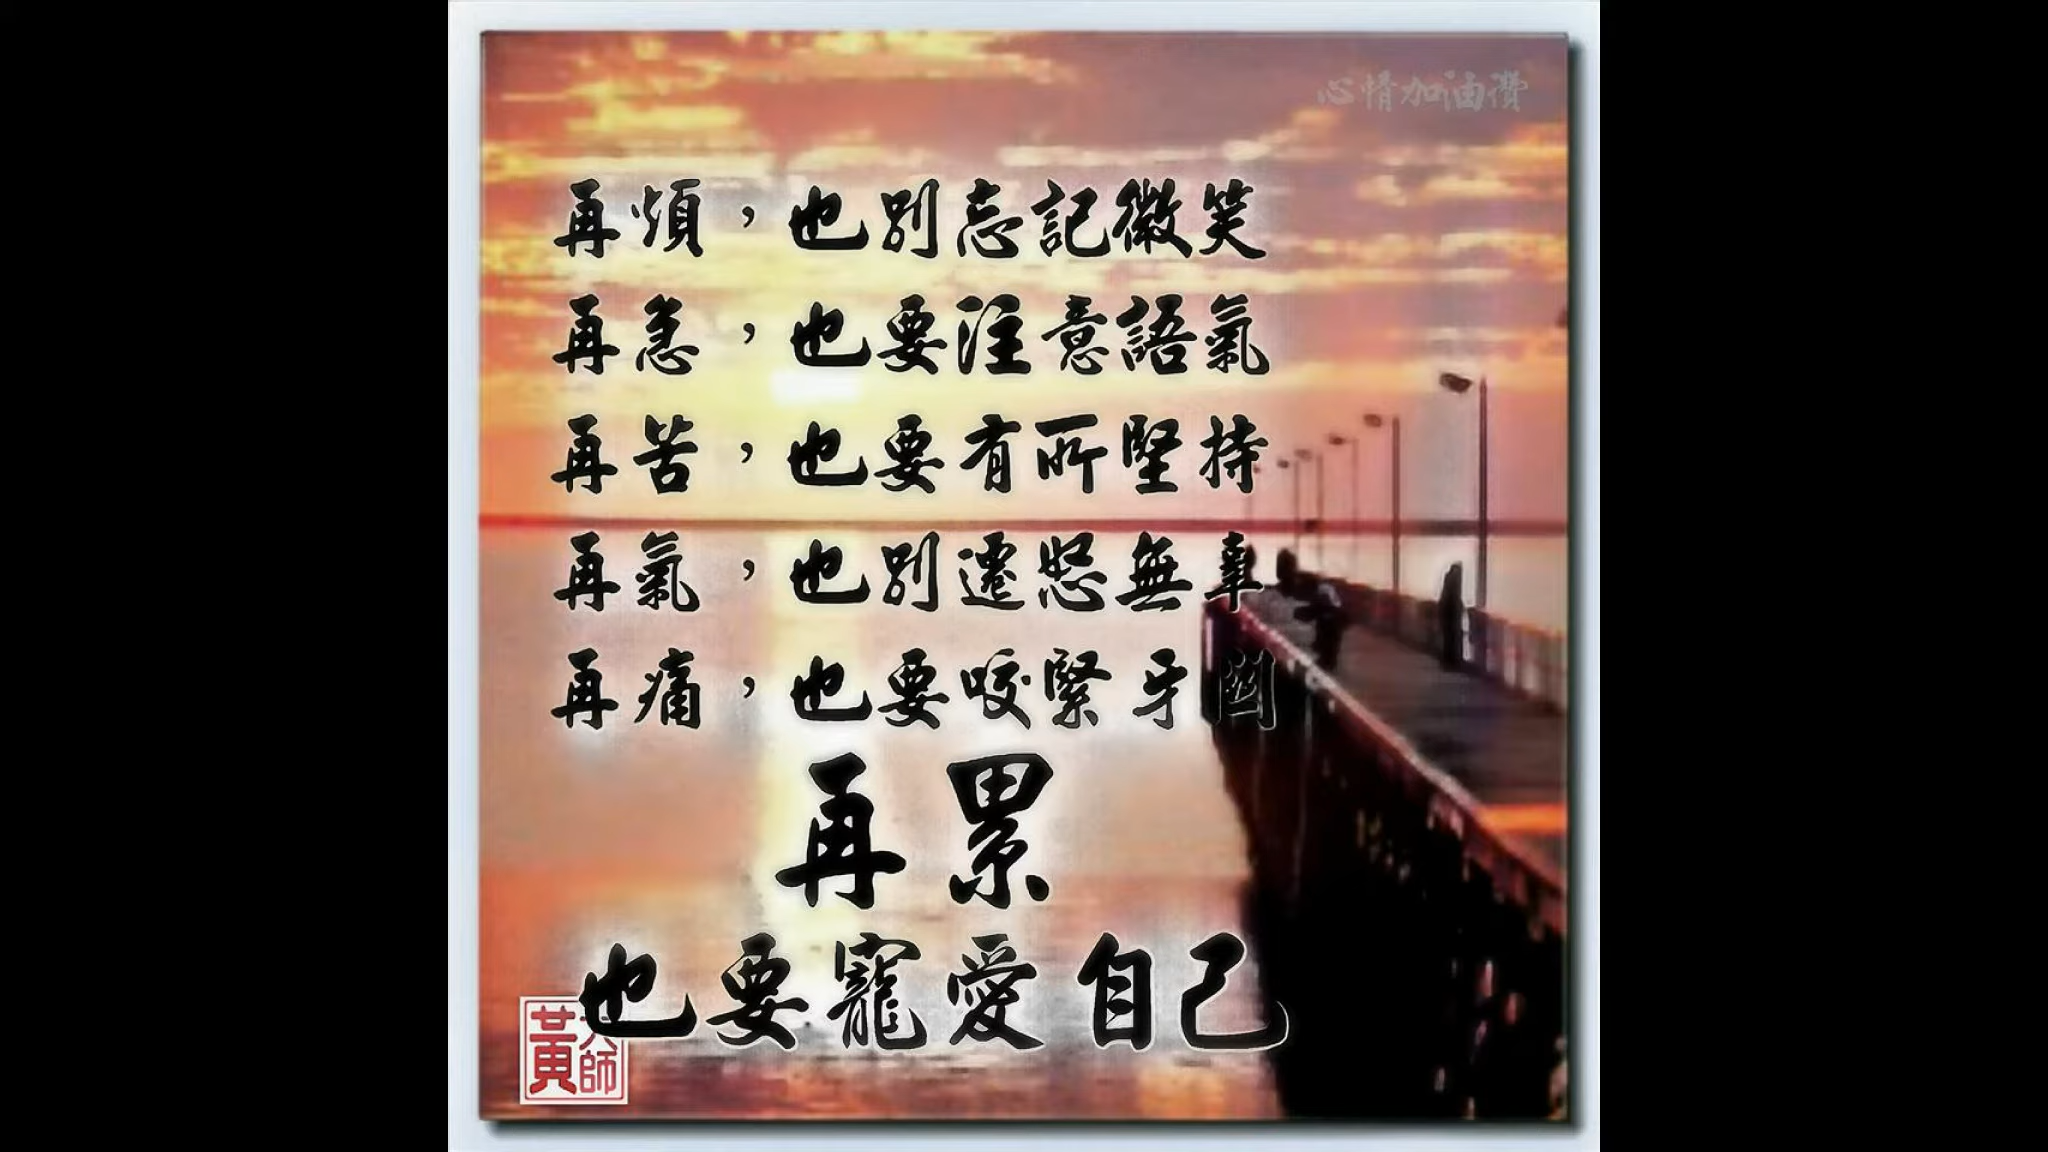 心情加油讚
再煩，也別忘記微笑
再急，也要注意語氣
再苦，也要有所堅持
再氣，也別遷怒無辜
再痛，也要咬緊牙關
再累
也要寵愛自己
黃大師